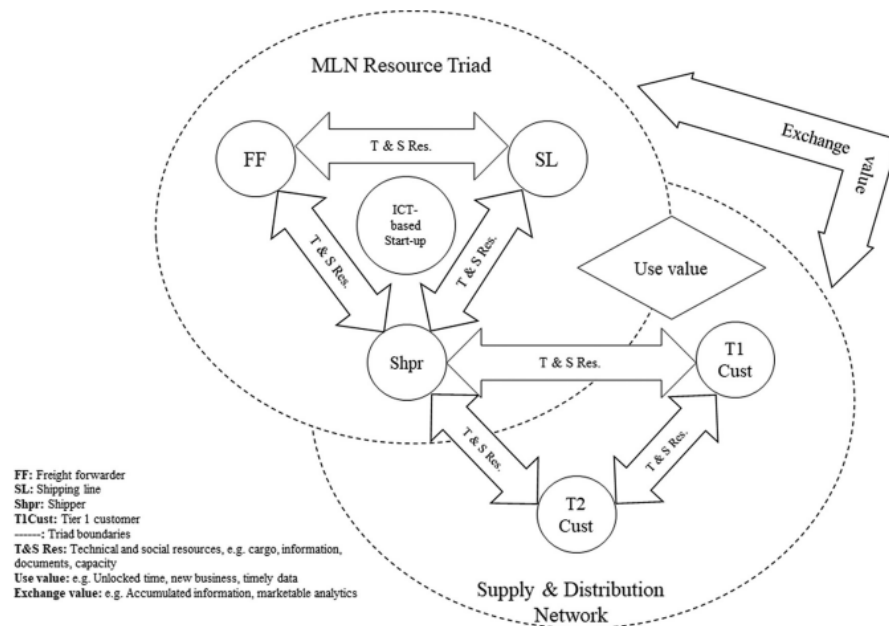 MLN Resource Triad
Exchange
value
FF
T & S Res.
SL
ICT-
based
Start-up
T & S Res.
T & S Res.
Use value
Shpr
T & S Res.
T1
Cust
T & S Res.
T & S Res.
T2
Cust
FF: Freight forwarder
SL: Shipping line
Shpr: Shipper
T1Cust: Tier 1 customer
-------: Triad boundaries
T&S Res: Technical and social resources, e.g. cargo, information,
documents, capacity
Use value: e.g. Unlocked time, new business, timely data
Exchange value: e.g. Accumulated information, marketable analytics
Supply & Distribution
Network